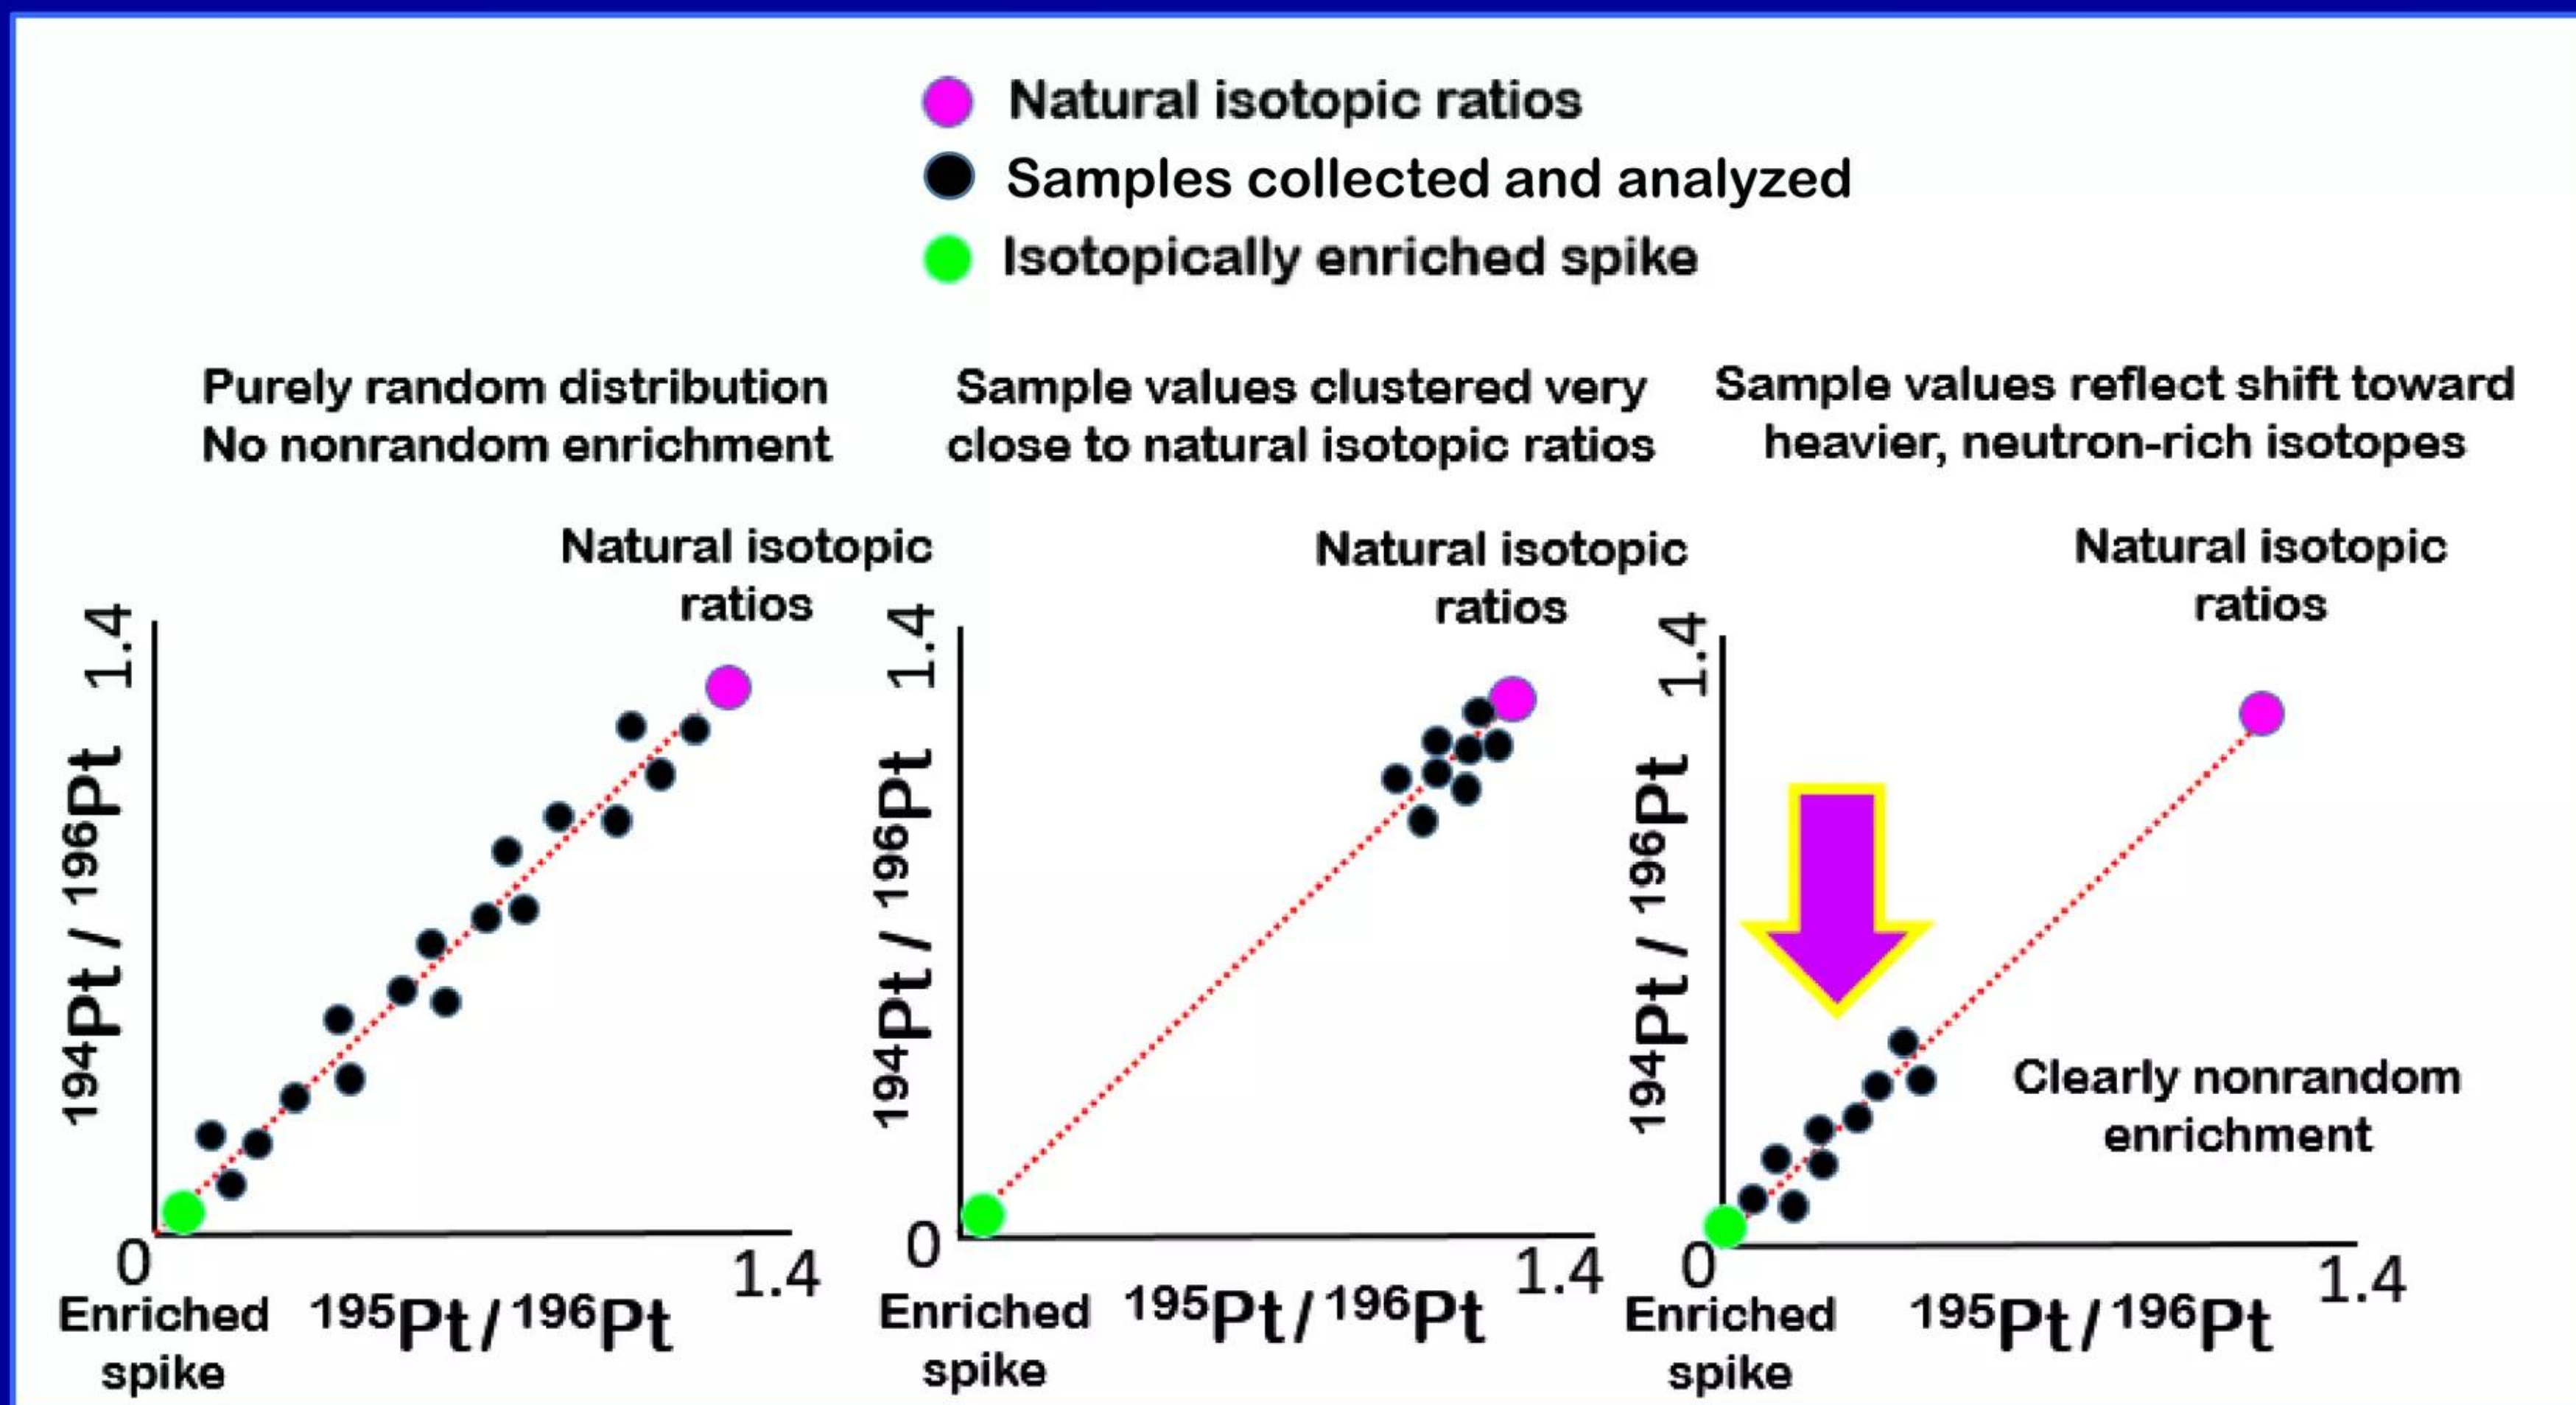 Natural isotopic ratios
Samples collected and analyzed
Isotopically enriched spike
Purely random distribution
No nonrandom enrichment
Natural isotopic
ratios
1.4
194Pt / 196Pt
0
1.4
Enriched
spike
195Pt / 196Pt
Sample values clustered very
close to natural isotopic ratios
Natural isotopic
ratios
1.4
194Pt / 196Pt
0
1.4
Enriched
spike
195Pt / 196Pt
Sample values reflect shift toward
heavier, neutron-rich isotopes
Natural isotopic
ratios
1.4
194Pt / 196Pt
Clearly nonrandom
enrichment
0
1.4
Enriched
spike
195Pt / 196Pt